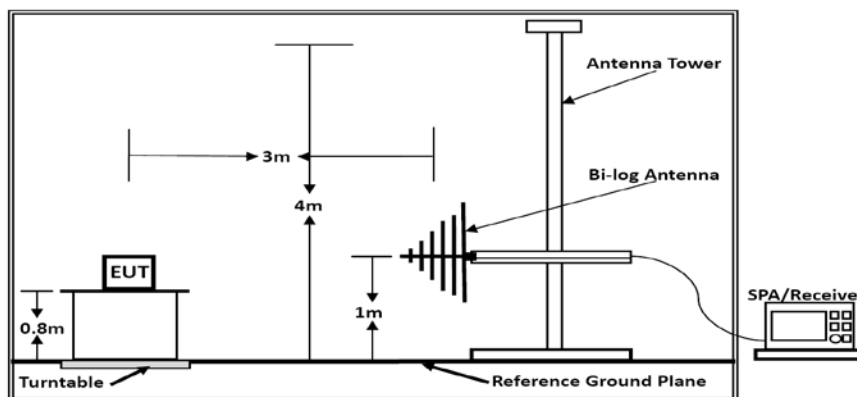 Antenna Tower
3m
Bi-log Antenna
4m
EUT
SPA/Receive
0.8m
1m
Turntable
Reference Ground Plane